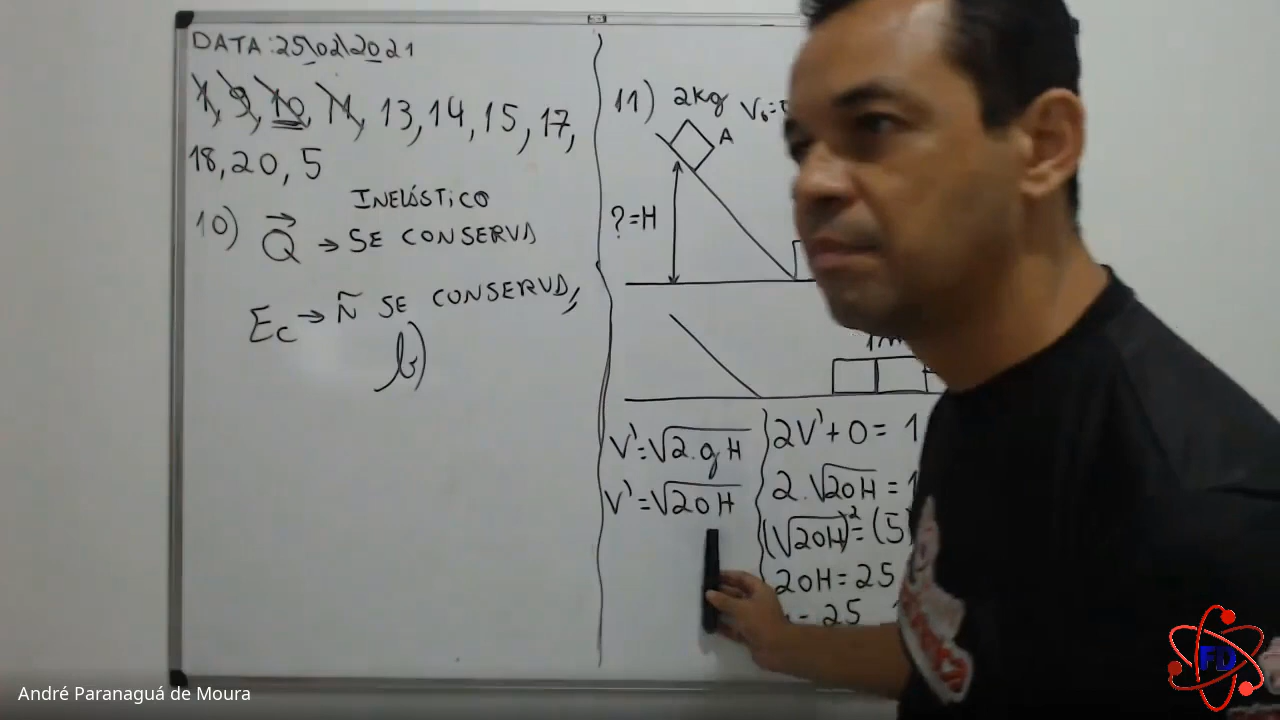 DATA: 25\02\2021
1, 9, 10, 11, 13, 14, 15, 17,
18, 20, 5
INELÁSTICO
10) Q → SE CONSERVA
Ec → Ñ SE CONSERVA,
b)
11) 2Kg
A
?=H
V'=√2.gH
V'=√20H
2V'+0=1
2.√20H=
(√20H)²=(5)
20H=25
25
FD
André Paranaguá de Moura